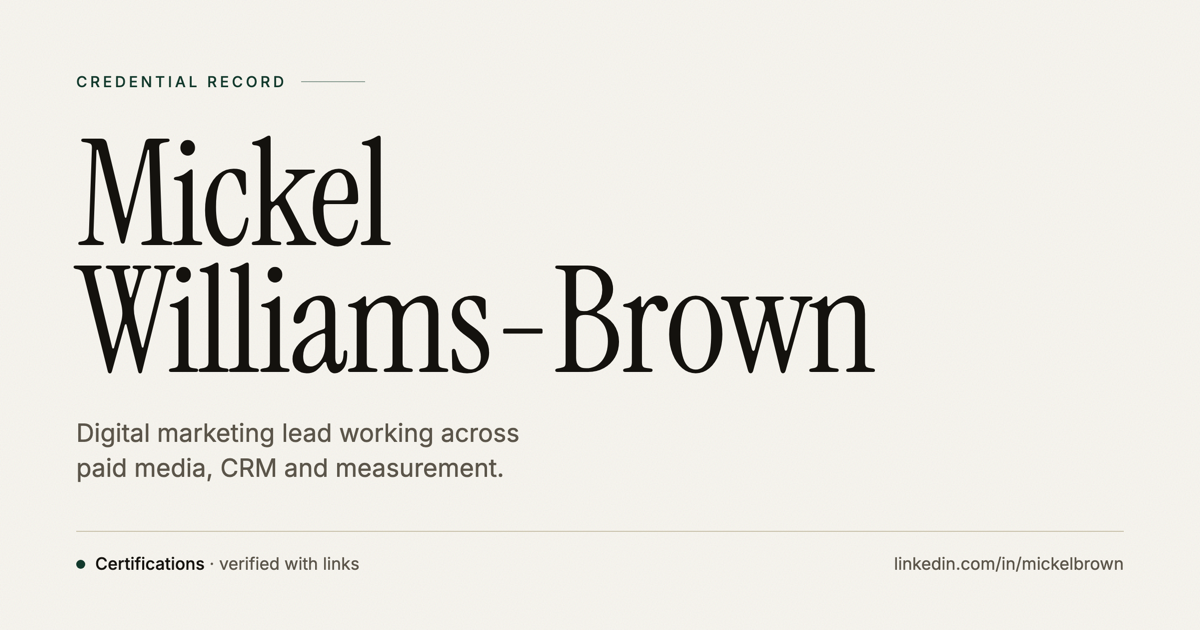 CREDENTIAL RECORD
Mickel
Williams-Brown
Digital marketing lead working across
paid media, CRM and measurement.
Certifications · verified with links
linkedin.com/in/mickelbrown